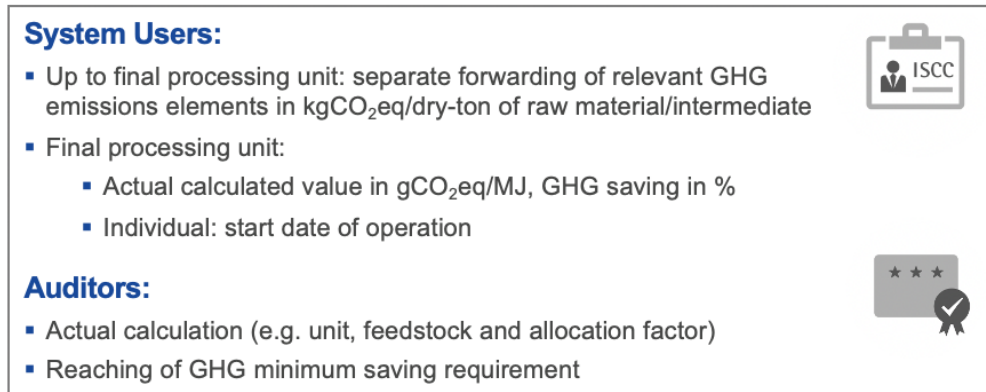 System Users:
▪ Up to final processing unit: separate forwarding of relevant GHG
emissions elements in kgCO₂eq/dry-ton of raw material/intermediate
▪ Final processing unit:
▪ Actual calculated value in gCO₂eq/MJ, GHG saving in %
▪ Individual: start date of operation
ISCC
Auditors:
▪ Actual calculation (e.g. unit, feedstock and allocation factor)
▪ Reaching of GHG minimum saving requirement